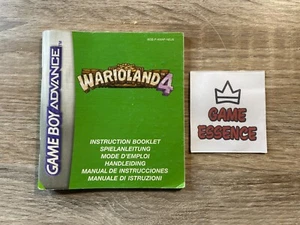 GAME BOY ADVANCE
WARIOLAND 4
INSTRUCTION BOOKLET
SPIELANLEITUNG
MODE D'EMPLOI
HANDLEIDING
MANUAL DE INSTRUCCIONES
MANUALE DI ISTRUZIONI
GAME
ESSENCE